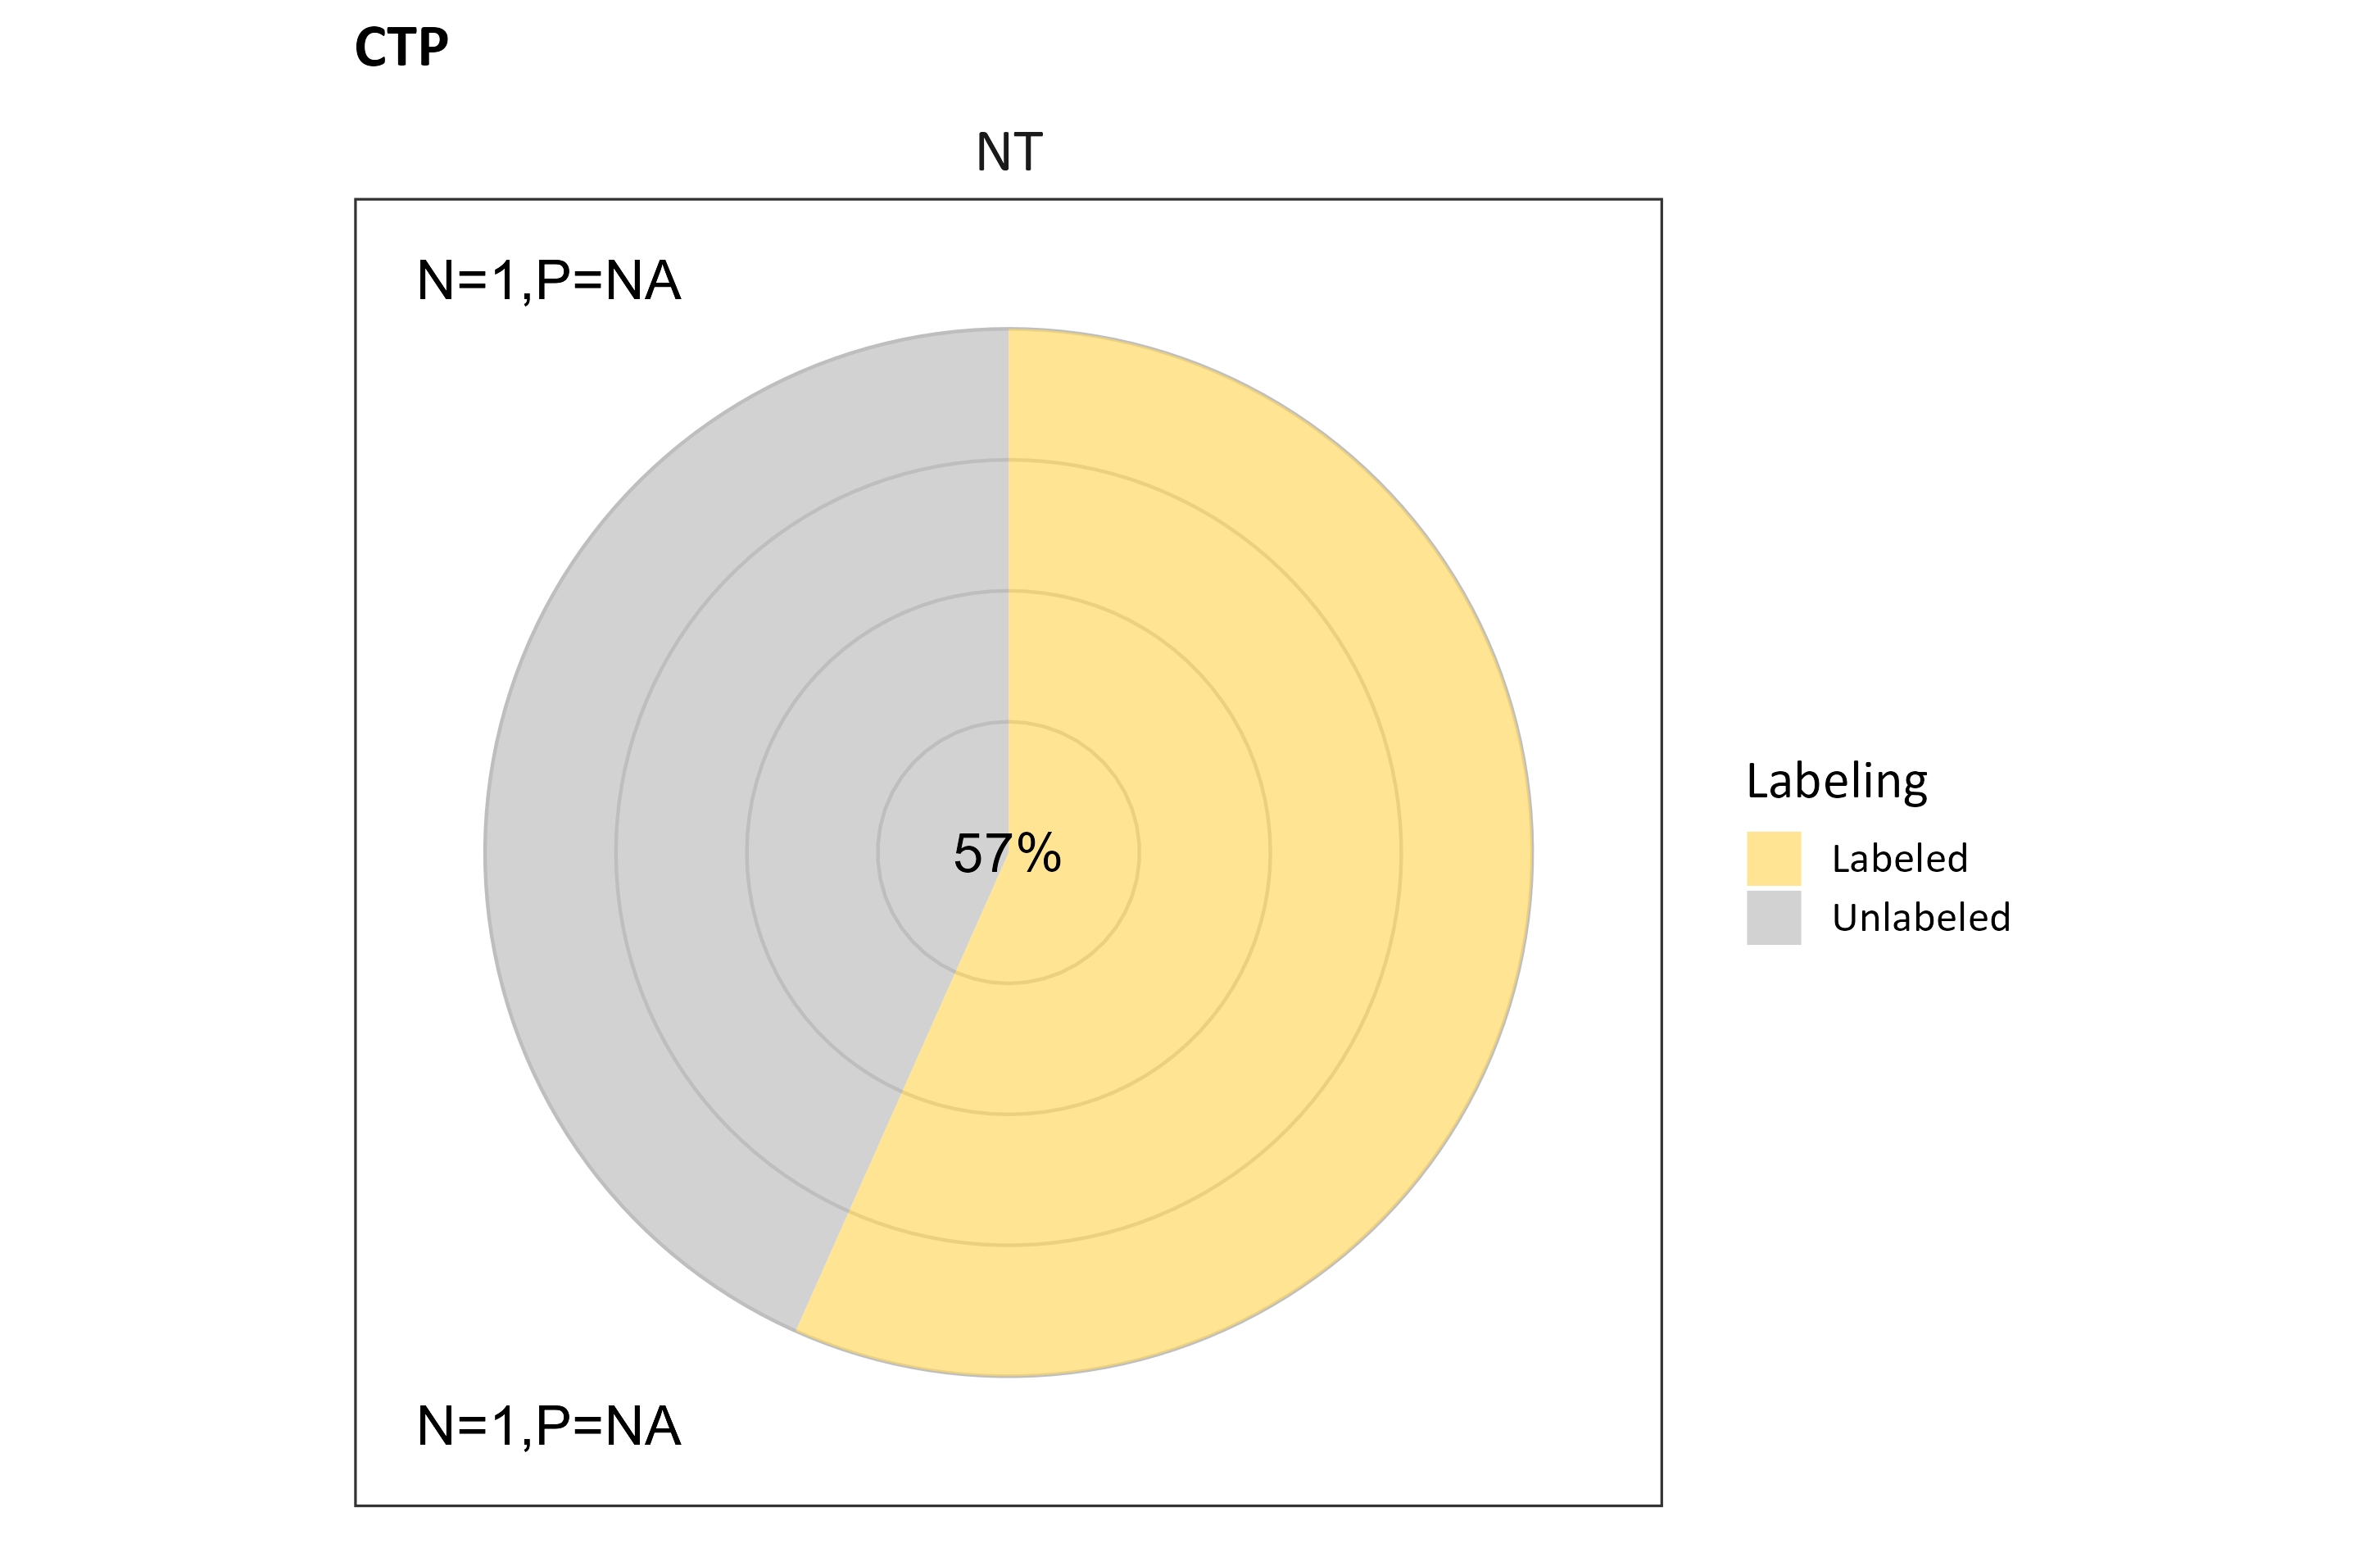 CTP
NT
N=1,P=NA
57%
Labeling
Labeled
Unlabeled
N=1,P=NA